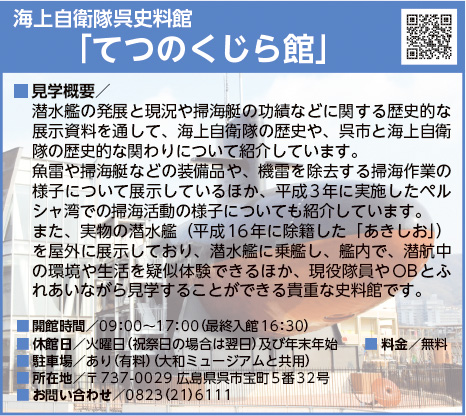 海上自衛隊呉史料館
「てつのくじら館」
■見学概要／
潜水艦の発展と現況や掃海艇の功績などに関する歴史的な
展示資料を通して、海上自衛隊の歴史や、呉市と海上自衛
隊の歴史的な関わりについて紹介しています。
魚雷や掃海艇などの装備品や、機雷を除去する掃海作業の
様子について展示しているほか、平成3年に実施したペル
シャ湾での掃海活動の様子についても紹介しています。
また、実物の潜水艦（平成16年に除籍した「あきしお」）
を屋外に展示しており、潜水艦に乗艦し、艦内で、潜航中
の環境や生活を疑似体験できるほか、現役隊員やOBとふ
れあいながら見学することができる貴重な史料館です。
■開館時間／09:00～17:00（最終入館16:30）
■休館日／火曜日（祝祭日の場合は翌日）及び年末年始 ■料金／無料
■駐車場／あり（有料）（大和ミュージアムと共用）
■所在地／〒737-0029 広島県呉市宝町5番32号
■お問い合わせ／0823(21)6111